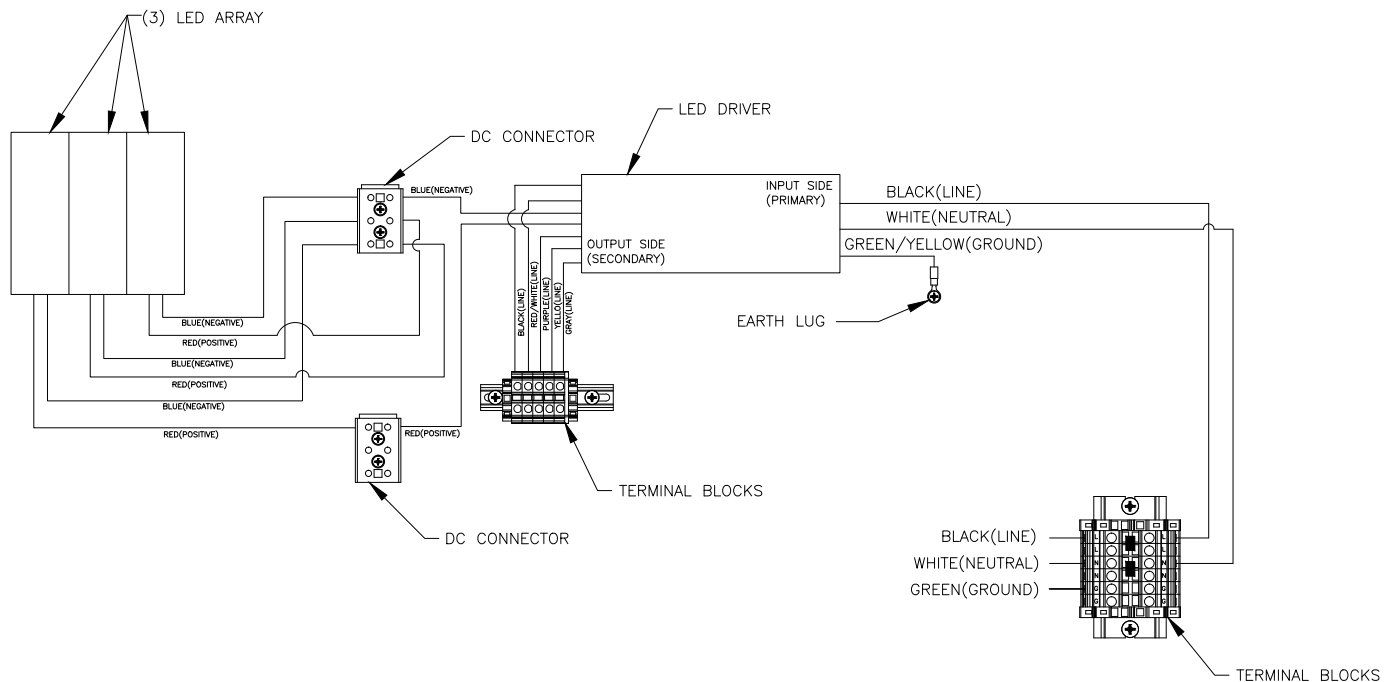 (3) LED ARRAY
LED DRIVER
DC CONNECTOR
BLUE(NEGATIVE)
INPUT SIDE
(PRIMARY)
BLACK(LINE)
WHITE(NEUTRAL)
GREEN/YELLOW(GROUND)
OUTPUT SIDE
(SECONDARY)
BLACK(LINE)
RED/WHITE(LINE)
PURPLE(LINE)
YELLO(LINE)
GRAY(LINE)
EARTH LUG
BLUE(NEGATIVE)
RED(POSITIVE)
BLUE(NEGATIVE)
RED(POSITIVE)
BLUE(NEGATIVE)
RED(POSITIVE)
RED(POSITIVE)
TERMINAL BLOCKS
DC CONNECTOR
BLACK(LINE)
WHITE(NEUTRAL)
GREEN(GROUND)
L
L
L
L
N
N
N
N
G
G
G
G
TERMINAL BLOCKS